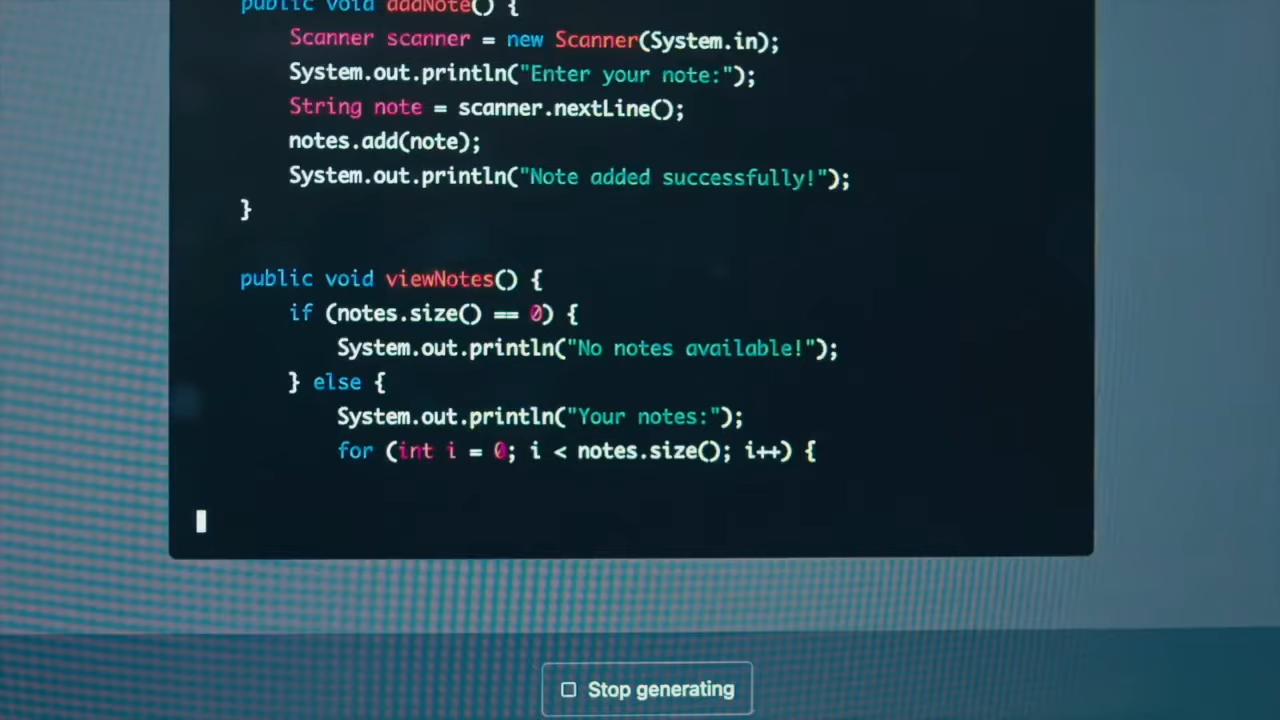 public void addNote() {
Scanner scanner = new Scanner(System.in);
System.out.println("Enter your note:");
String note = scanner.nextLine();
notes.add(note);
System.out.println("Note added successfully!");
}
public void viewNotes() {
if (notes.size() == 0) {
System.out.println("No notes available!");
} else {
System.out.println("Your notes:");
for (int i = 0; i < notes.size(); i++) {
Stop generating